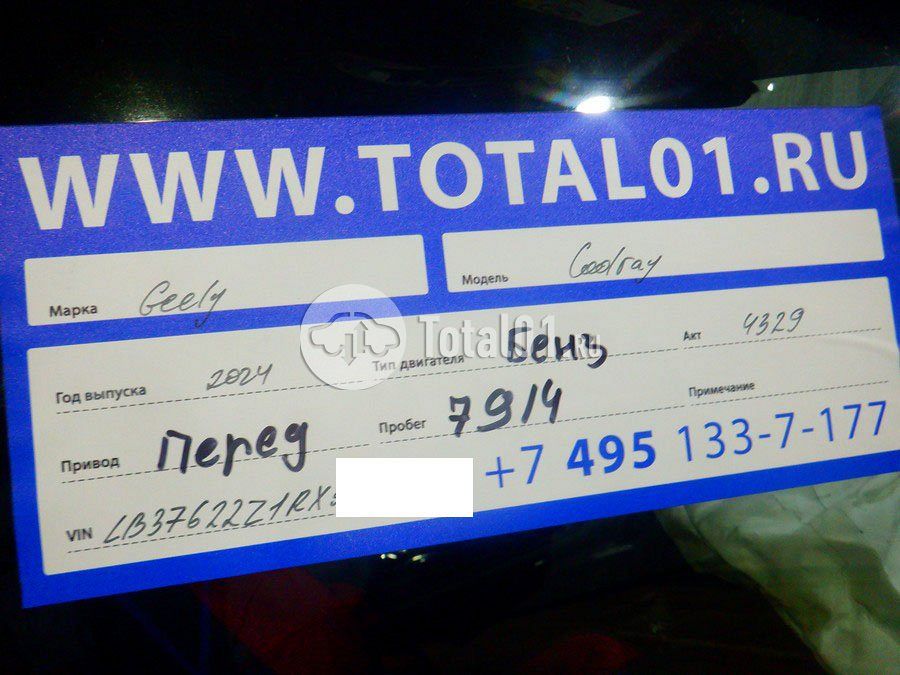 WWW.TOTAL01.RU
Марка Geely Модель Coolray
Total01.RU
Год выпуска 2024 Тип двигателя Бенз Акт 4329
Привод Перед Пробег 7914 Примечание
VIN LB37622Z1RX +7 495 133-7-177